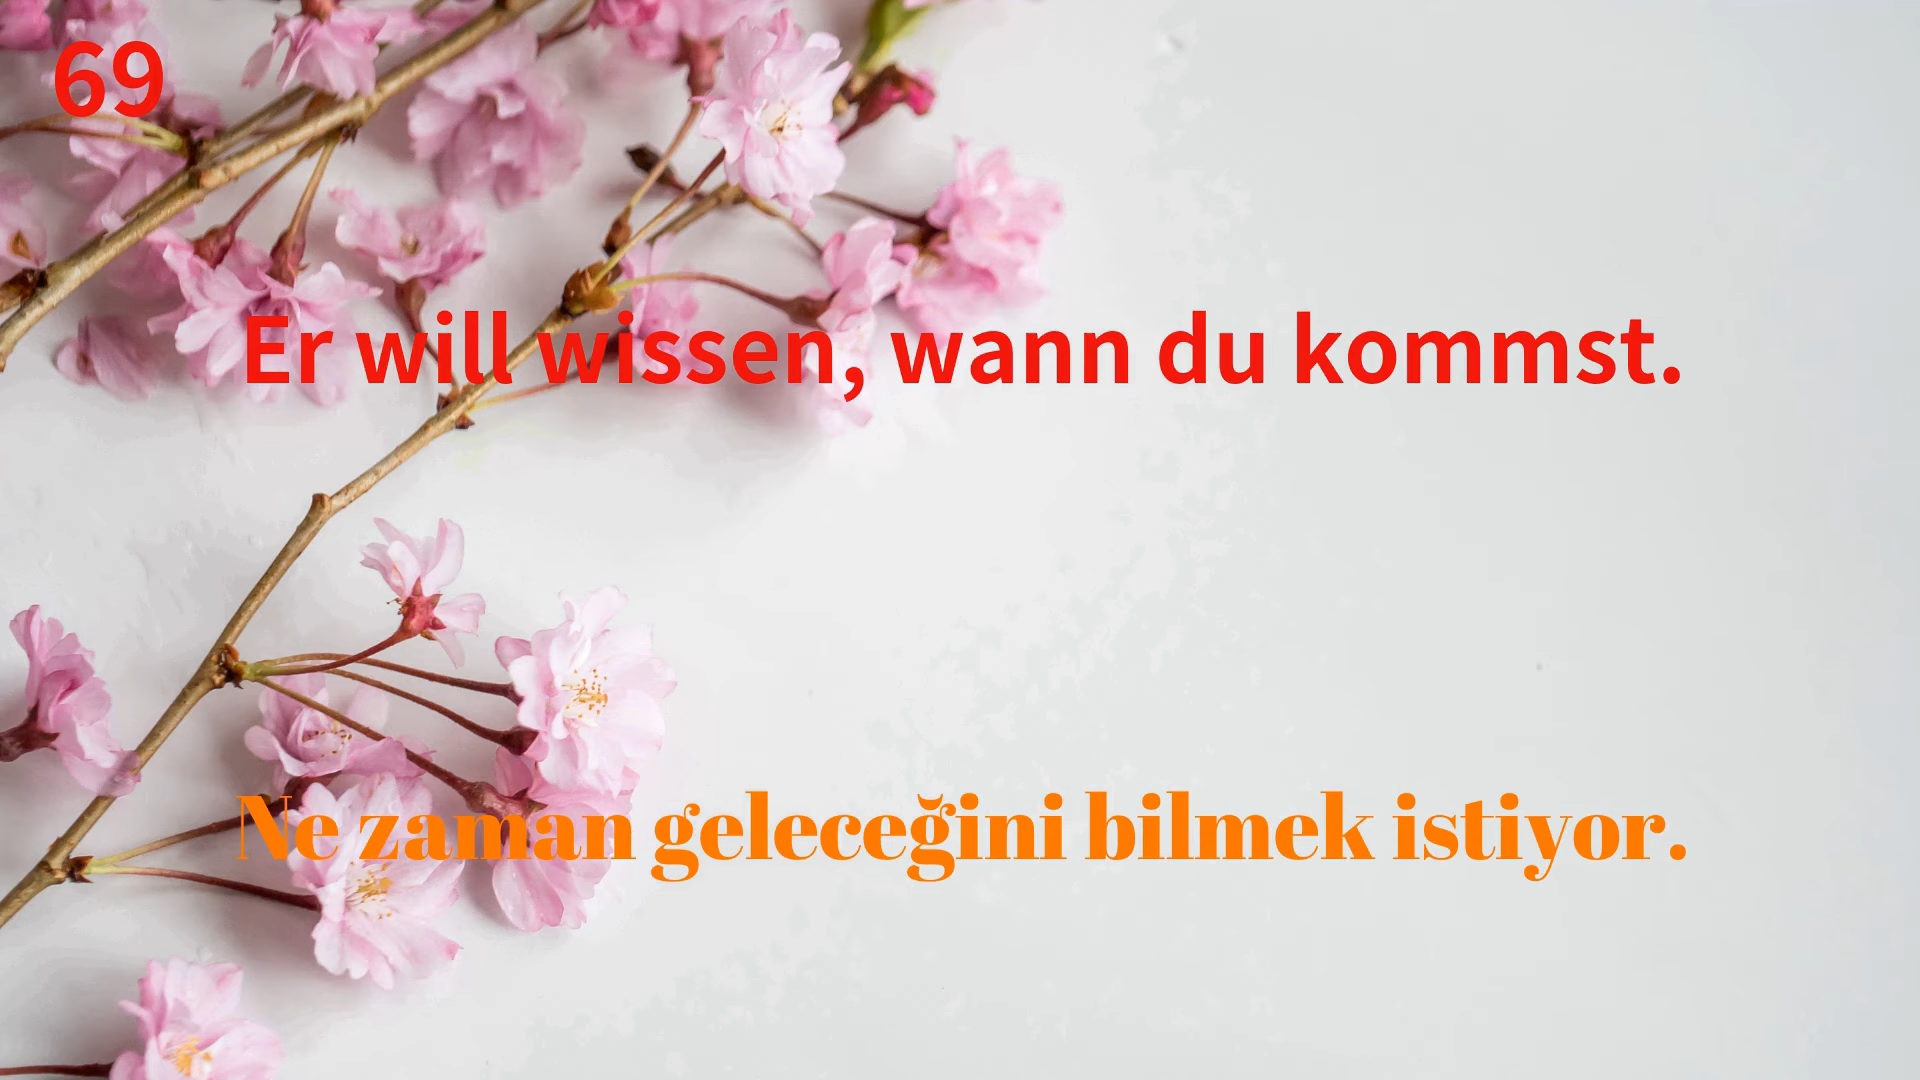 69
Er will wissen, wann du kommst.
Ne zaman geleceğini bilmek istiyor.